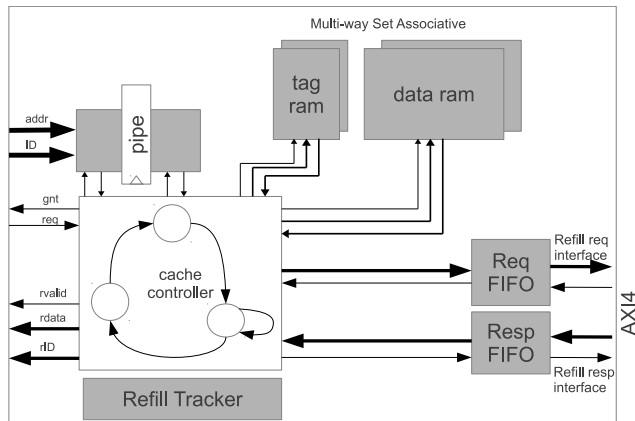 Multi-way Set Associative
tag
ram
data ram
addr
ID
pipe
gnt
req
cache
controller
rvalid
rdata
rID
Req
FIFO
Refill req
interface
Resp
FIFO
Refill resp
interface
AXI4
Refill Tracker